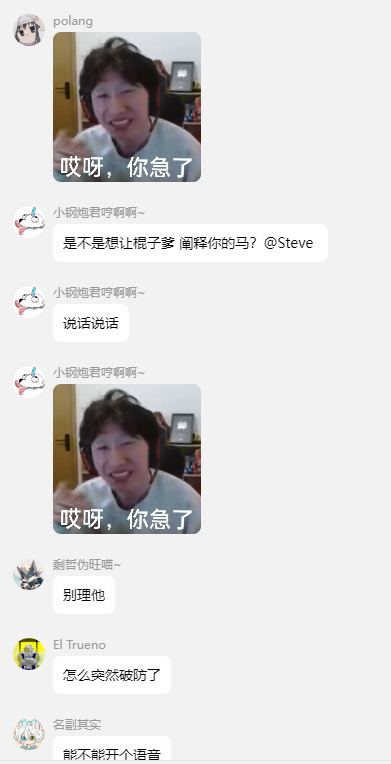 polang
哎呀，你急了
小钢炮君哼啊啊~
是不是想让棍子爹 阐释你的马？@Steve
小钢炮君哼啊啊~
说话说话
小钢炮君哼啊啊~
哎呀，你急了
剩哲伪旺喵~
别理他
El Trueno
怎么突然破防了
名副其实
能不能开个语音